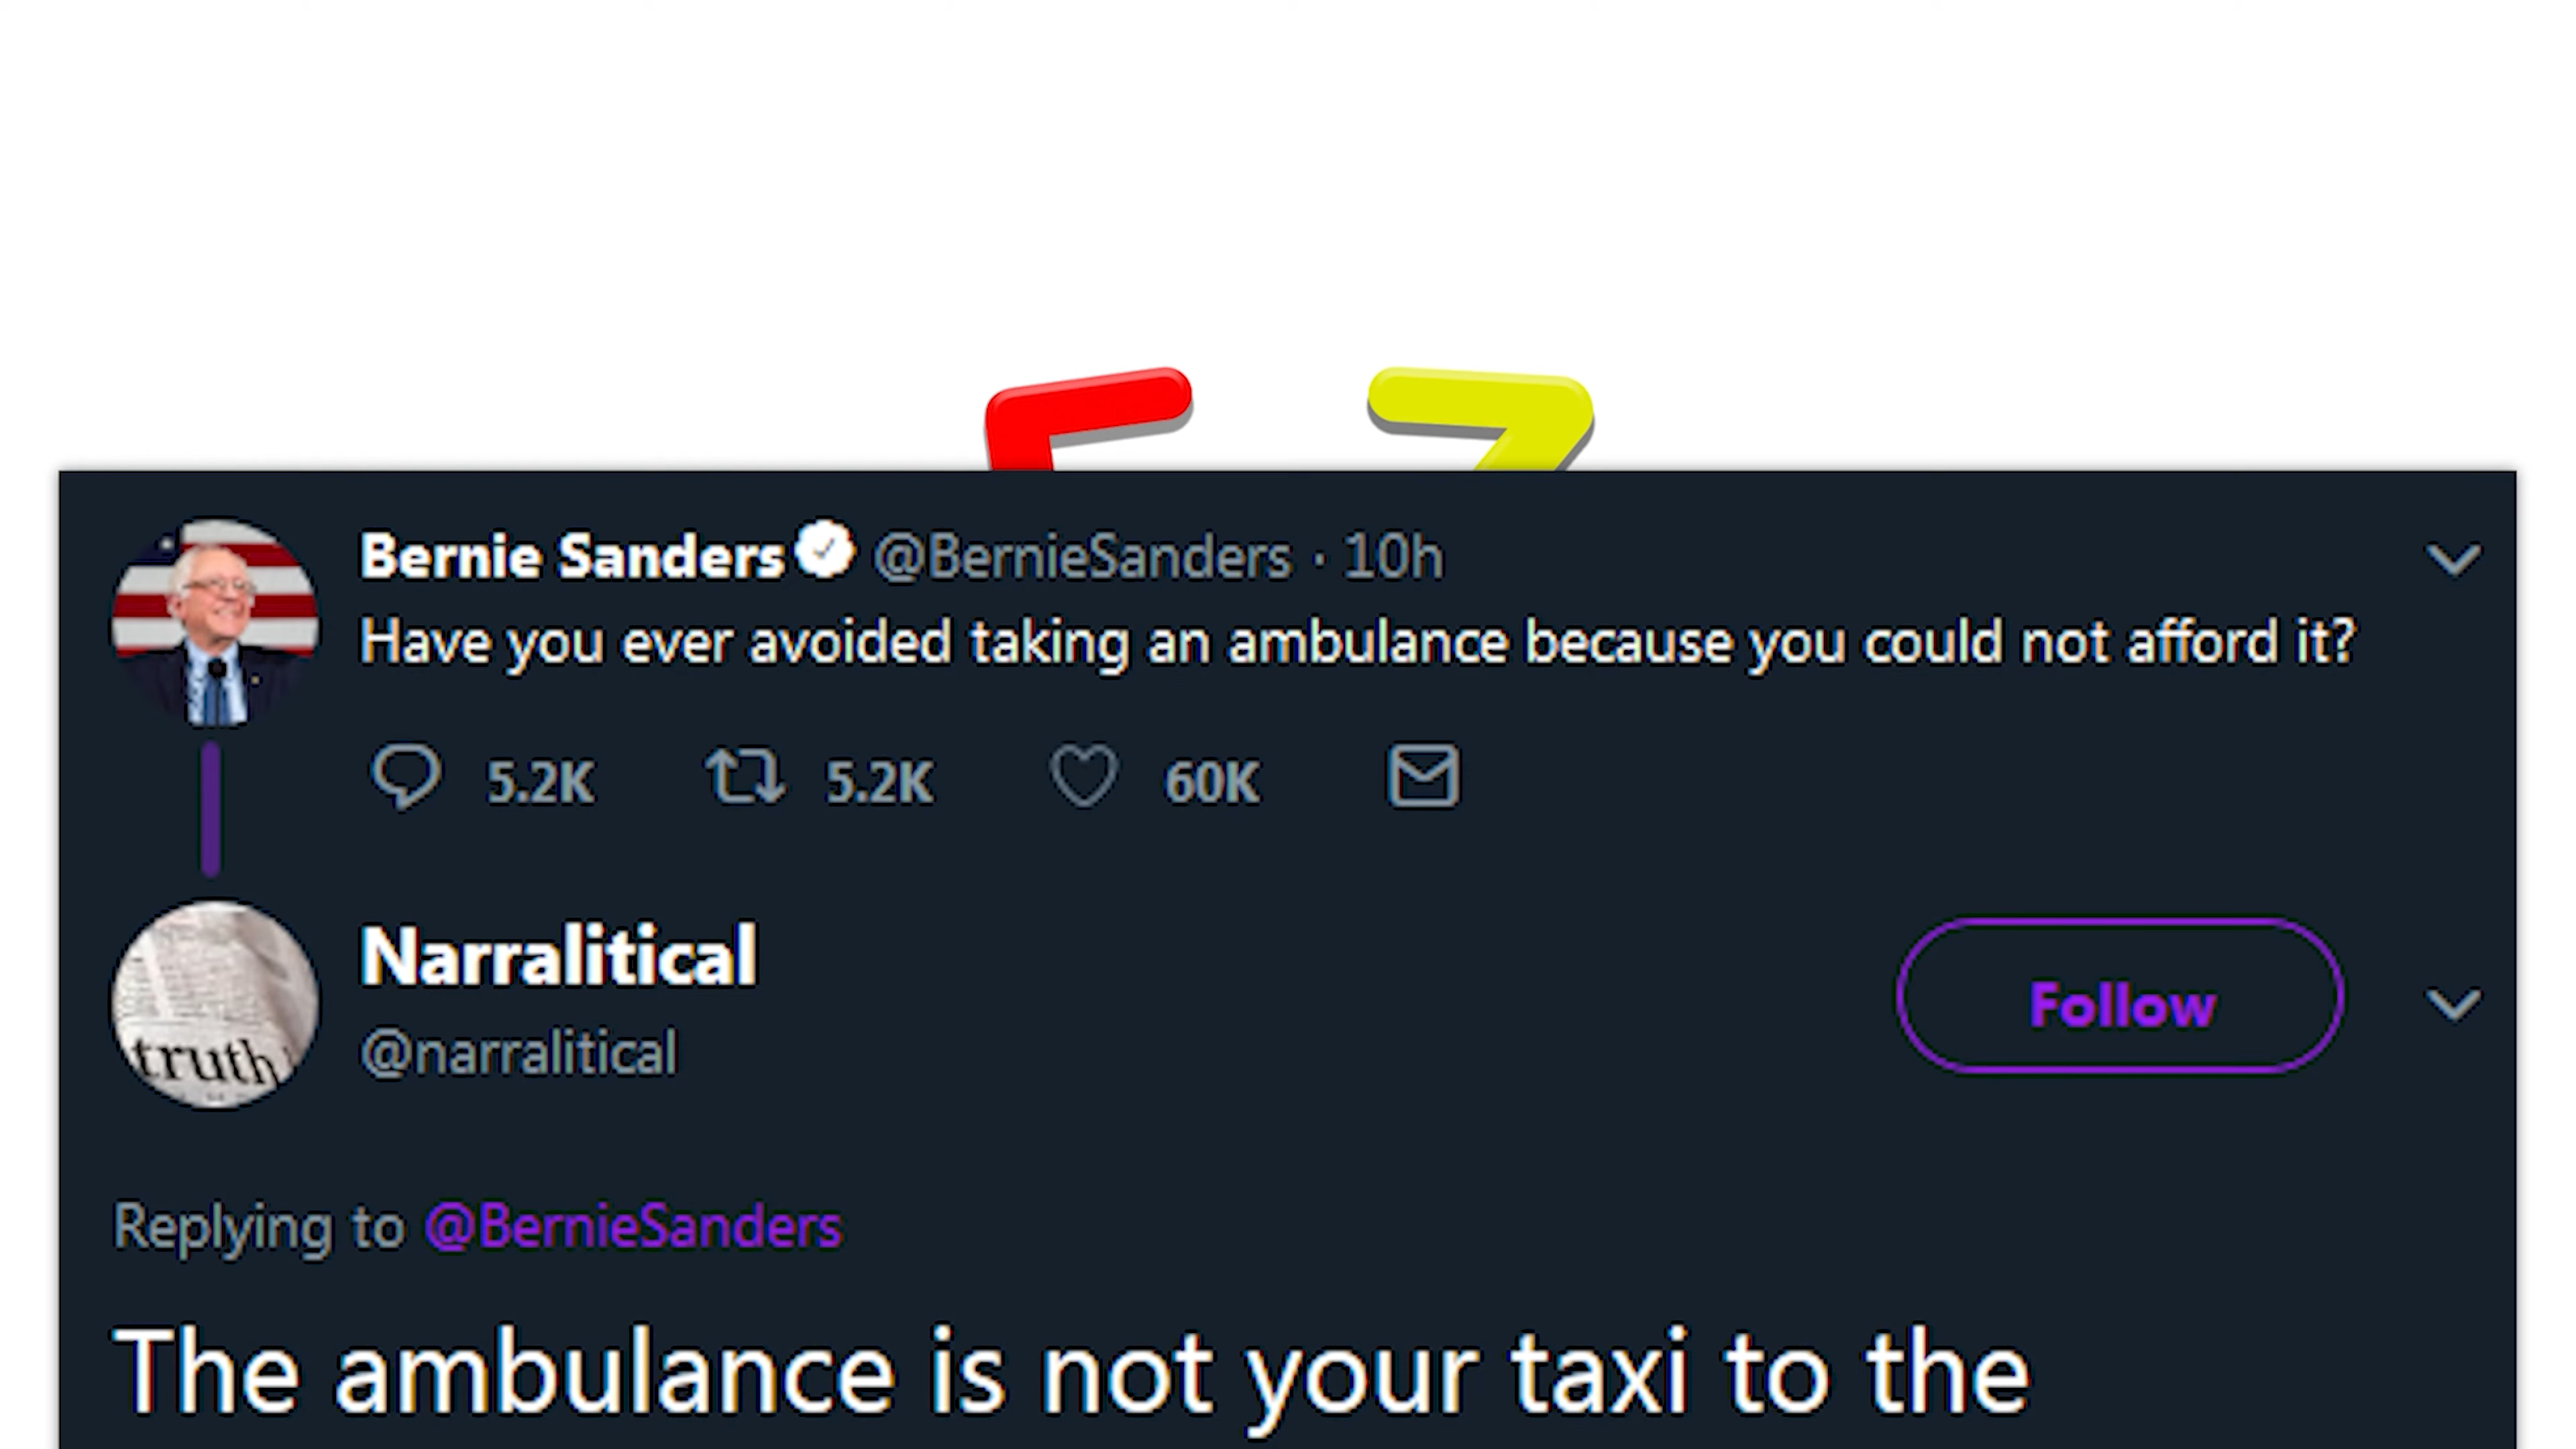 Bernie Sanders @BernieSanders · 10h
Have you ever avoided taking an ambulance because you could not afford it?
5.2K 5.2K 60K
Narralitical
Follow
@narralitical
truth
Replying to @BernieSanders
The ambulance is not your taxi to the